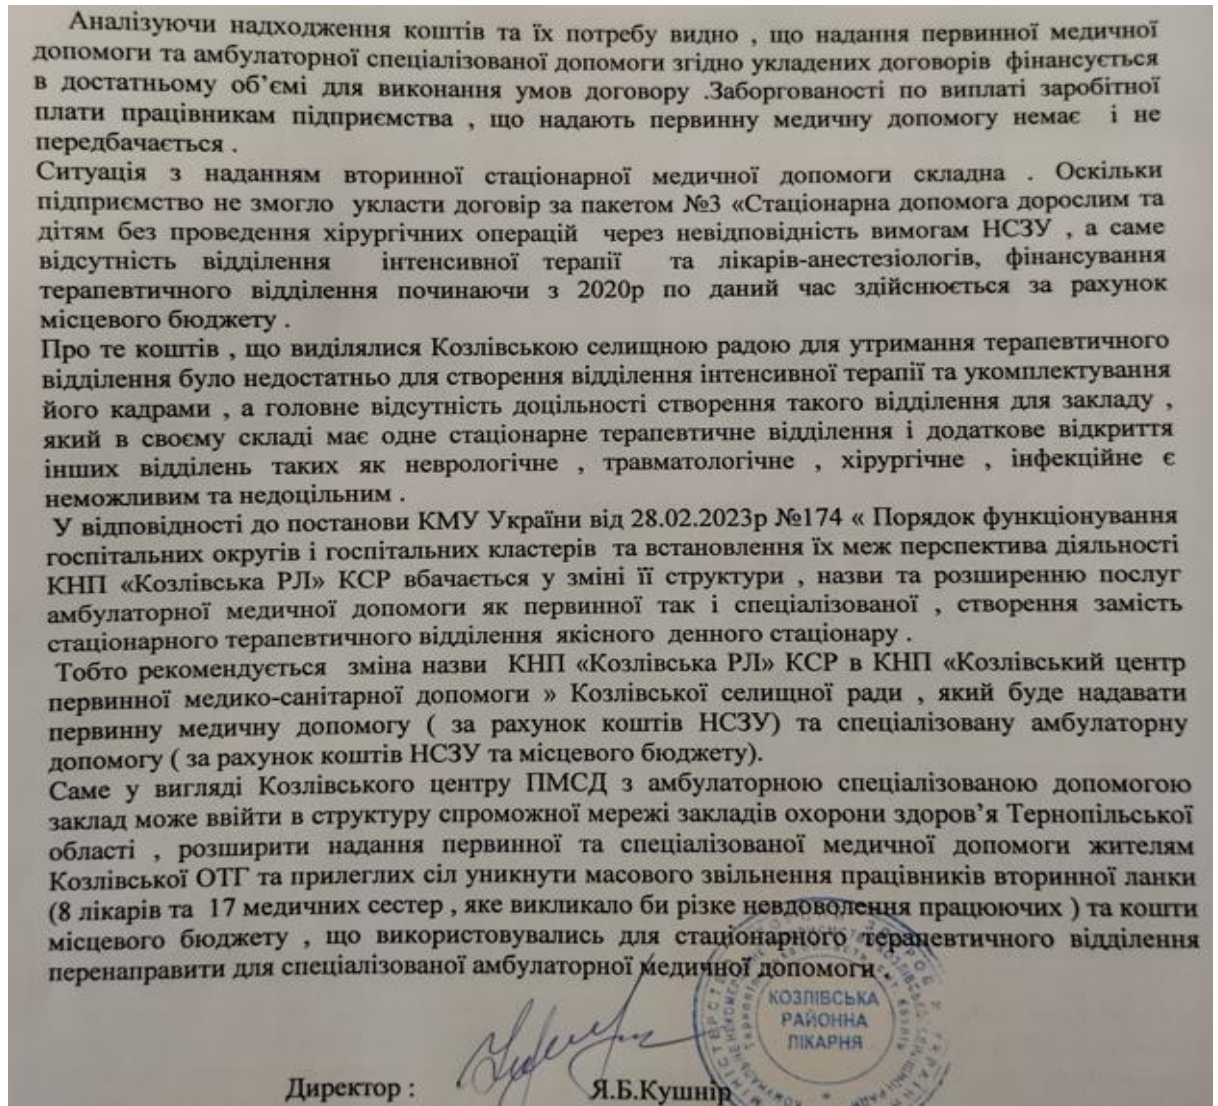 Аналізуючи надходження коштів та їх потребу видно , що надання первинної медичної
допомоги та амбулаторної спеціалізованої допомоги згідно укладених договорів фінансується
в достатньому об’ємі для виконання умов договору .Заборгованості по виплаті заробітної
плати працівникам підприємства , що надають первинну медичну допомогу немає і не
передбачається .
Ситуація з наданням вторинної стаціонарної медичної допомоги складна . Оскільки
підприємство не змогло укласти договір за пакетом №3 «Стаціонарна допомога дорослим та
дітям без проведення хірургічних операцій через невідповідність вимогам НСЗУ , а саме
відсутність відділення інтенсивної терапії та лікарів-анестезіологів, фінансування
терапевтичного відділення починаючи з 2020р по даний час здійснюється за рахунок
місцевого бюджету .
Про те коштів , що виділялися Козлівською селищною радою для утримання терапевтичного
відділення було недостатньо для створення відділення інтенсивної терапії та укомплектування
його кадрами , а головне відсутність доцільності створення такого відділення для закладу ,
який в своєму складі має одне стаціонарне терапевтичне відділення і додаткове відкриття
інших відділень таких як неврологічне , травматологічне , хірургічне , інфекційне є
неможливим та недоцільним .
У відповідності до постанови КМУ України від 28.02.2023р №174 « Порядок функціонування
госпітальних округів і госпітальних кластерів та встановлення їх меж перспектива діяльності
КНП «Козлівська РЛ» КСР вбачається у зміні її структури , назви та розширенню послуг
амбулаторної медичної допомоги як первинної так і спеціалізованої , створення замість
стаціонарного терапевтичного відділення якісного денного стаціонару .
Тобто рекомендується зміна назви КНП «Козлівська РЛ» КСР в КНП «Козлівський центр
первинної медико-санітарної допомоги » Козлівської селищної ради , який буде надавати
первинну медичну допомогу ( за рахунок коштів НСЗУ) та спеціалізовану амбулаторну
допомогу ( за рахунок коштів НСЗУ та місцевого бюджету).
Саме у вигляді Козлівського центру ПМСД з амбулаторною спеціалізованою допомогою
заклад може ввійти в структуру спроможної мережі закладів охорони здоров’я Тернопільської
області , розширити надання первинної та спеціалізованої медичної допомоги жителям
Козлівської ОТГ та прилеглих сіл уникнути масового звільнення працівників вторинної ланки
(8 лікарів та 17 медичних сестер , яке викликало би різке невдоволення працюючих ) та кошти
місцевого бюджету , що використовувались для стаціонарного терапевтичного відділення
перенаправити для спеціалізованої амбулаторної медичної допомоги
КОЗЛІВСЬКА
РАЙОННА
ЛІКАРНЯ
Директор : Я.Б.Кушнір